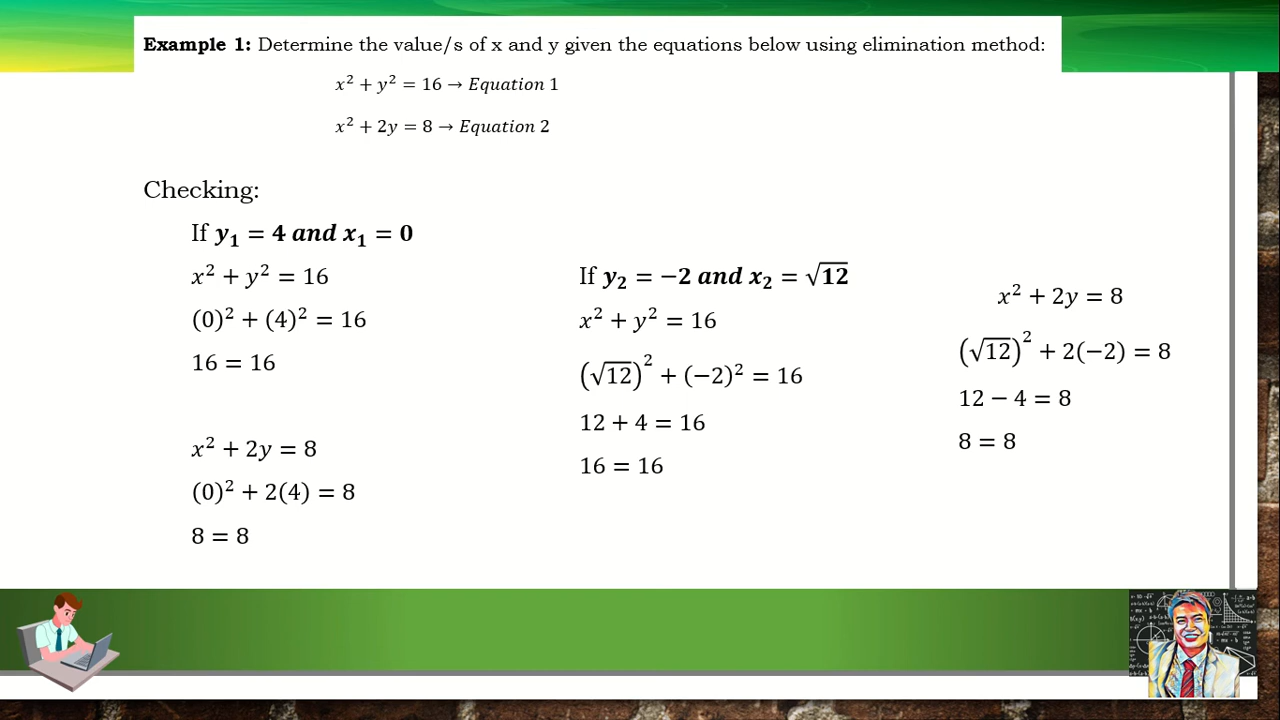 Example 1: Determine the value/s of x and y given the equations below using elimination method:
x² + y² = 16 → Equation 1
x² + 2y = 8 → Equation 2
Checking:
If y₁ = 4 and x₁ = 0
x² + y² = 16
(0)² + (4)² = 16
16 = 16
x² + 2y = 8
(0)² + 2(4) = 8
8 = 8
If y₂ = −2 and x₂ = √12
x² + y² = 16
(√12)² + (−2)² = 16
12 + 4 = 16
16 = 16
x² + 2y = 8
(√12)² + 2(−2) = 8
12 − 4 = 8
8 = 8